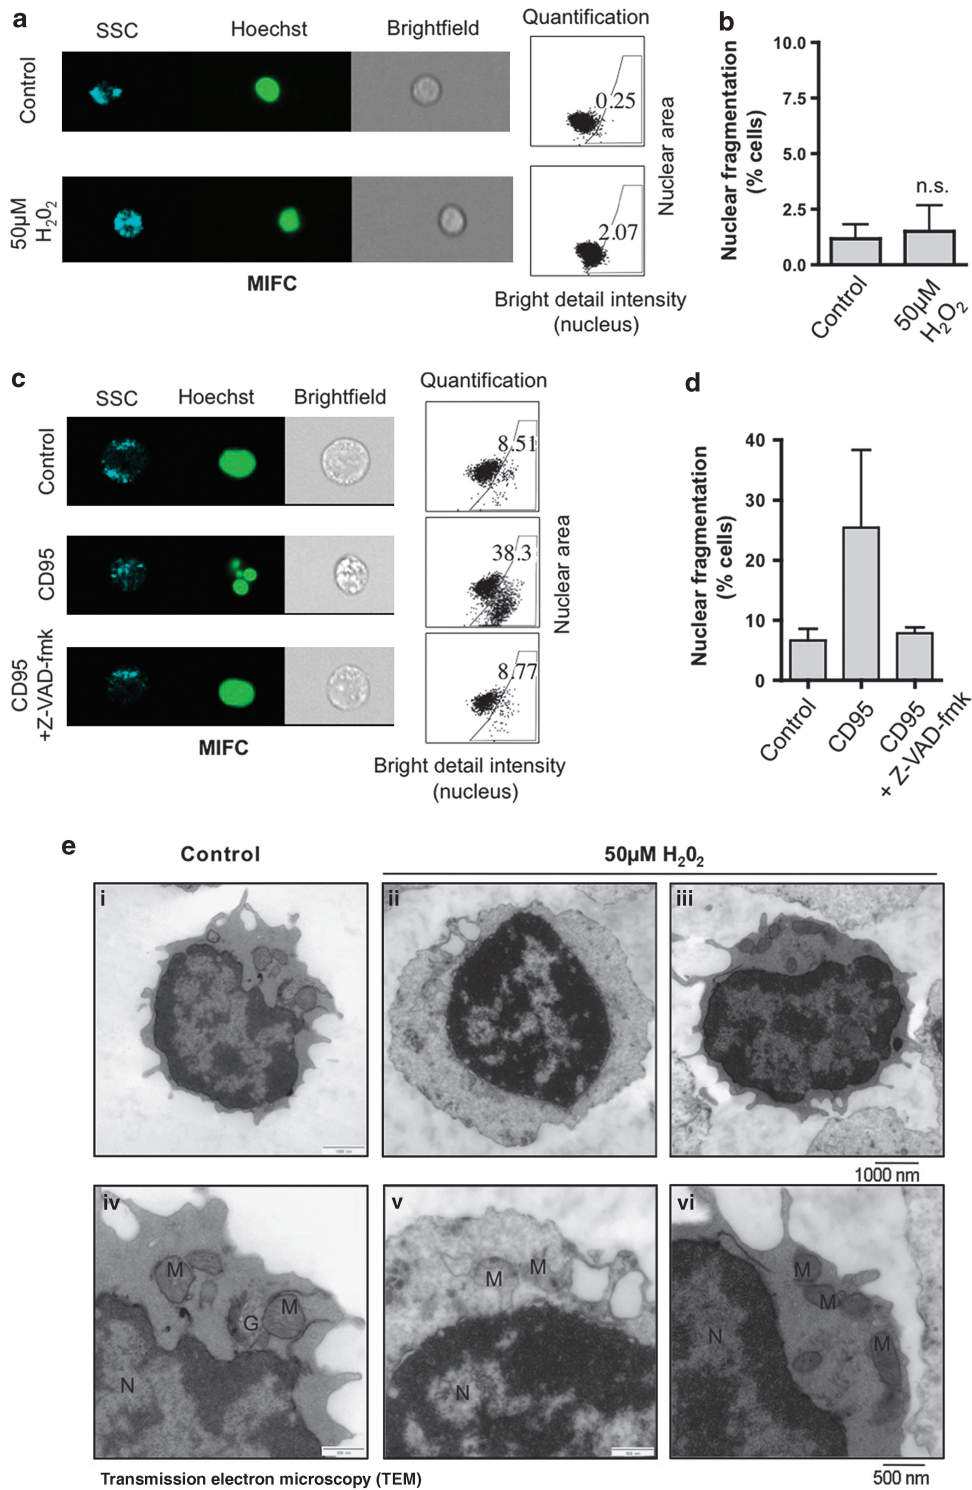 a
SSC
Hoechst
Brightfield
Quantification
Control
0.25
50µM
H₂0₂
2.07
Nuclear area
MIFC
Bright detail intensity
(nucleus)
b
Nuclear fragmentation
(% cells)
10.0
7.5
5.0
2.5
0.0
n.s.
Control
50µM
H₂O₂
c
SSC
Hoechst
Brightfield
Quantification
Control
8.51
CD95
38.3
CD95
+Z-VAD-fmk
8.77
Nuclear area
MIFC
Bright detail intensity
(nucleus)
d
Nuclear fragmentation
(% cells)
40
30
20
10
0
Control
CD95
CD95
+ Z-VAD-fmk
e
Control
50µM H₂0₂
i
ii
iii
1000 nm
iv
M
M
G
N
v
M
M
N
vi
M
M
M
N
500 nm
Transmission electron microscopy (TEM)